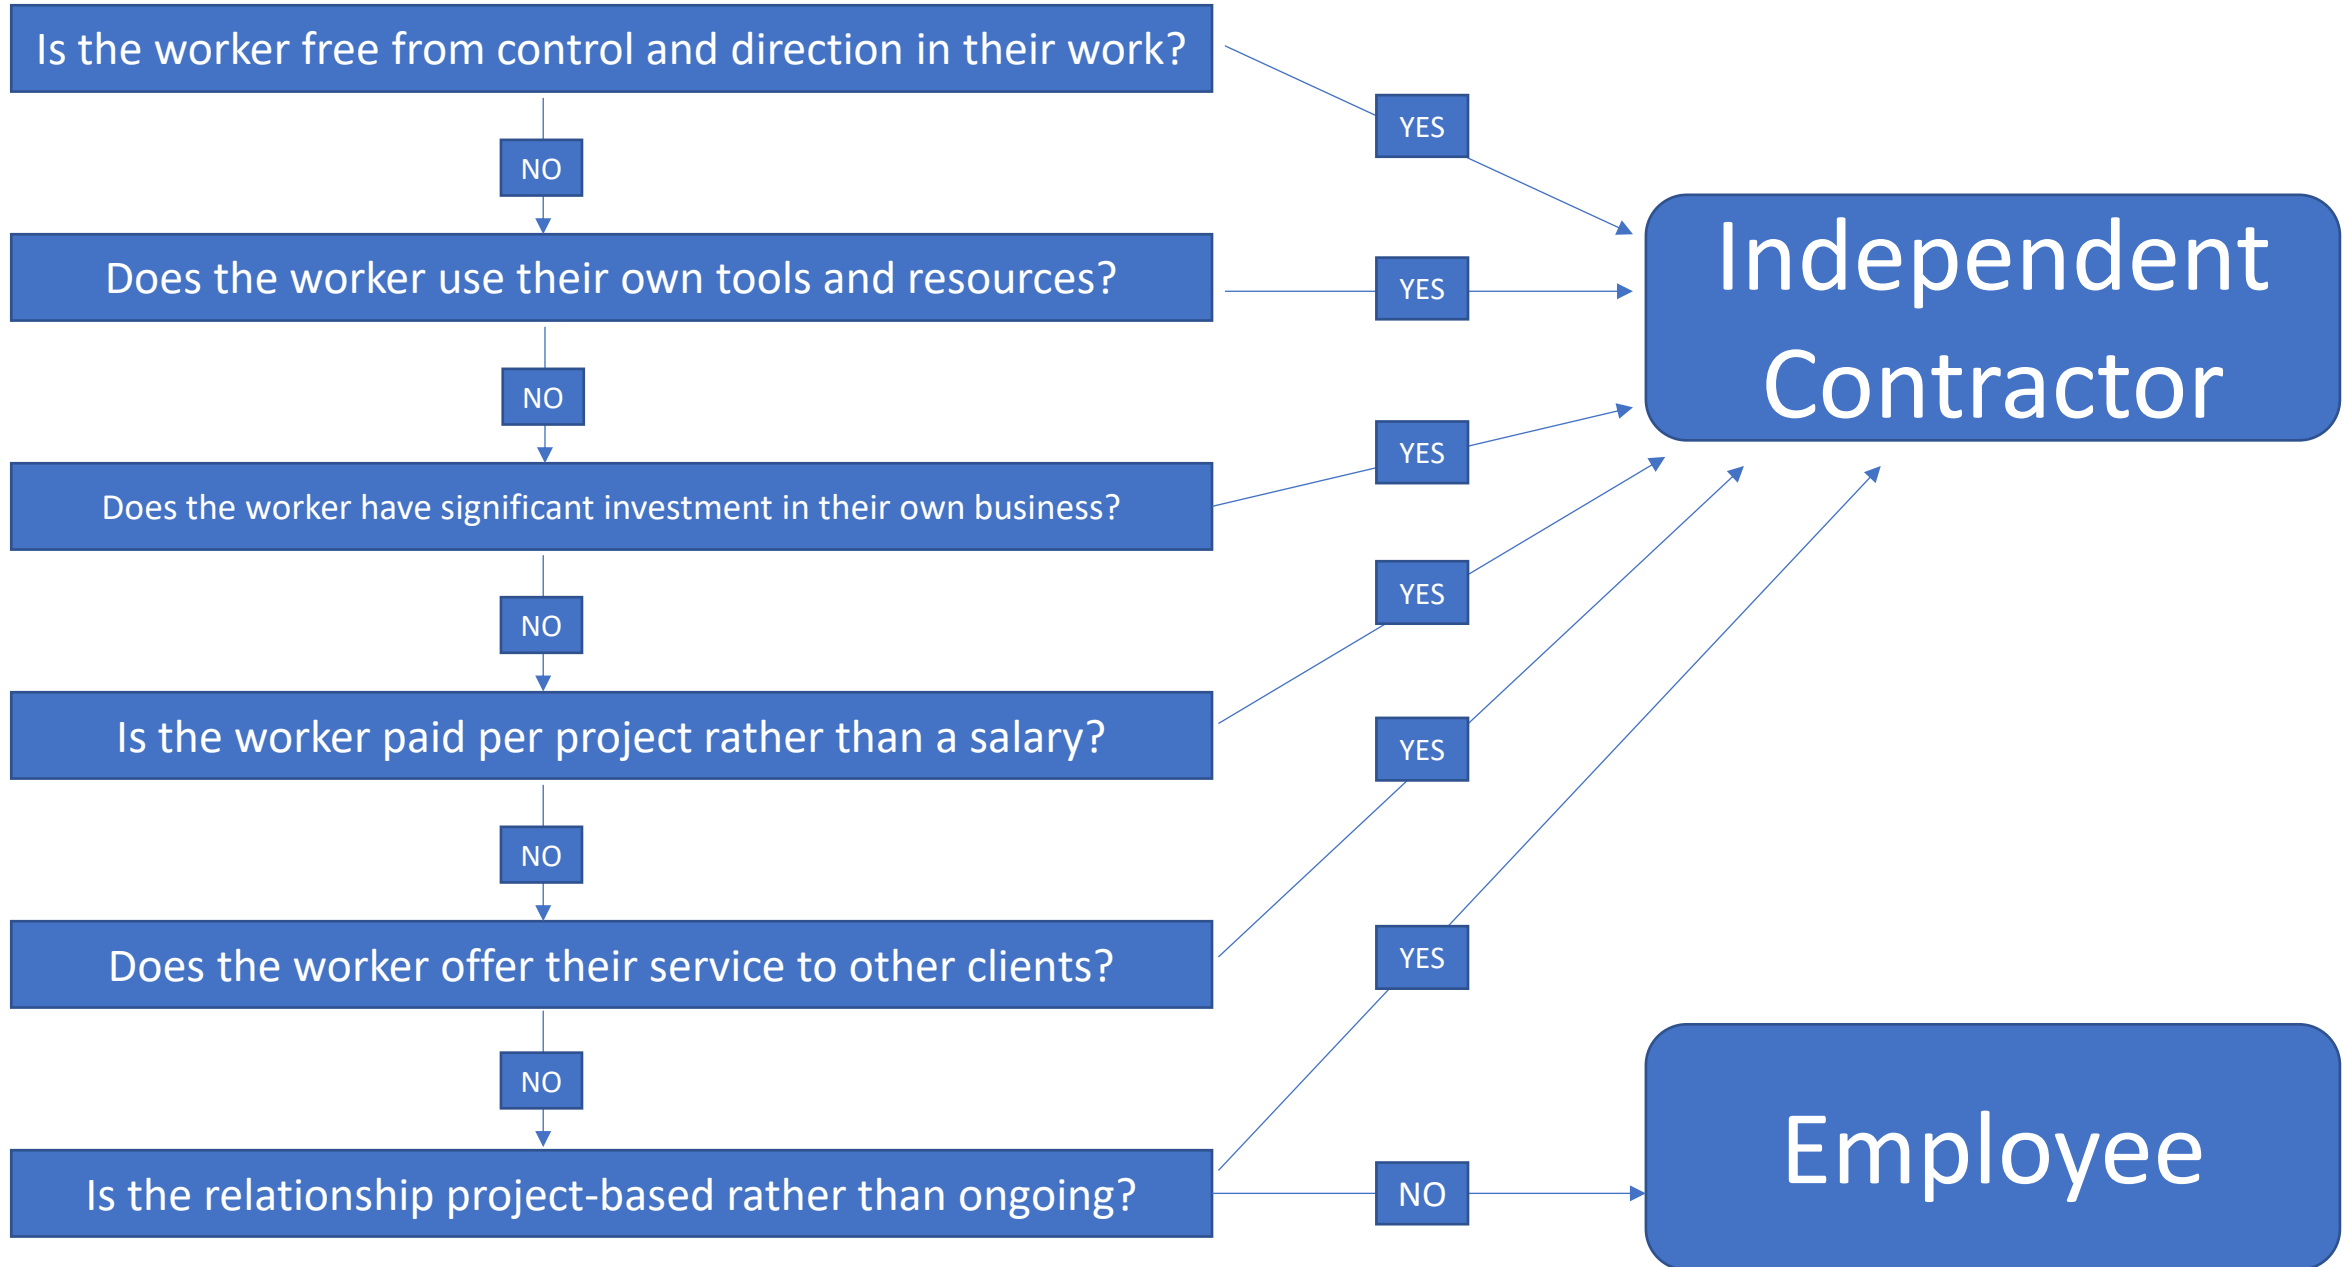 Is the worker free from control and direction in their work?
YES
NO
Does the worker use their own tools and resources?
YES
Independent
Contractor
NO
Does the worker have significant investment in their own business?
YES
NO
YES
Is the worker paid per project rather than a salary?
YES
NO
Does the worker offer their service to other clients?
YES
NO
Is the relationship project-based rather than ongoing?
NO
Employee